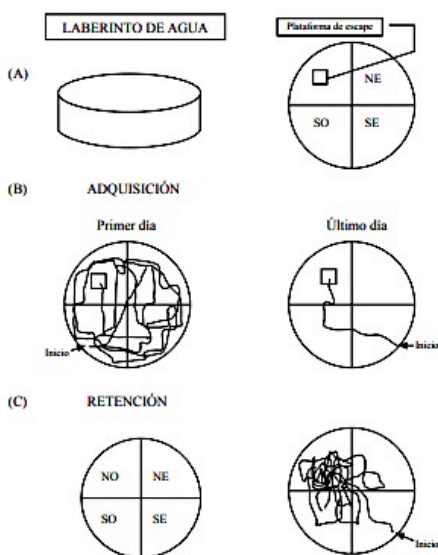 LABERINTO DE AGUA
Plataforma de escape
(A)
NE
SO SE
(B) ADQUISICIÓN
Primer día Último día
Inicio Inicio
(C) RETENCIÓN
NO NE
SO SE
Inicio